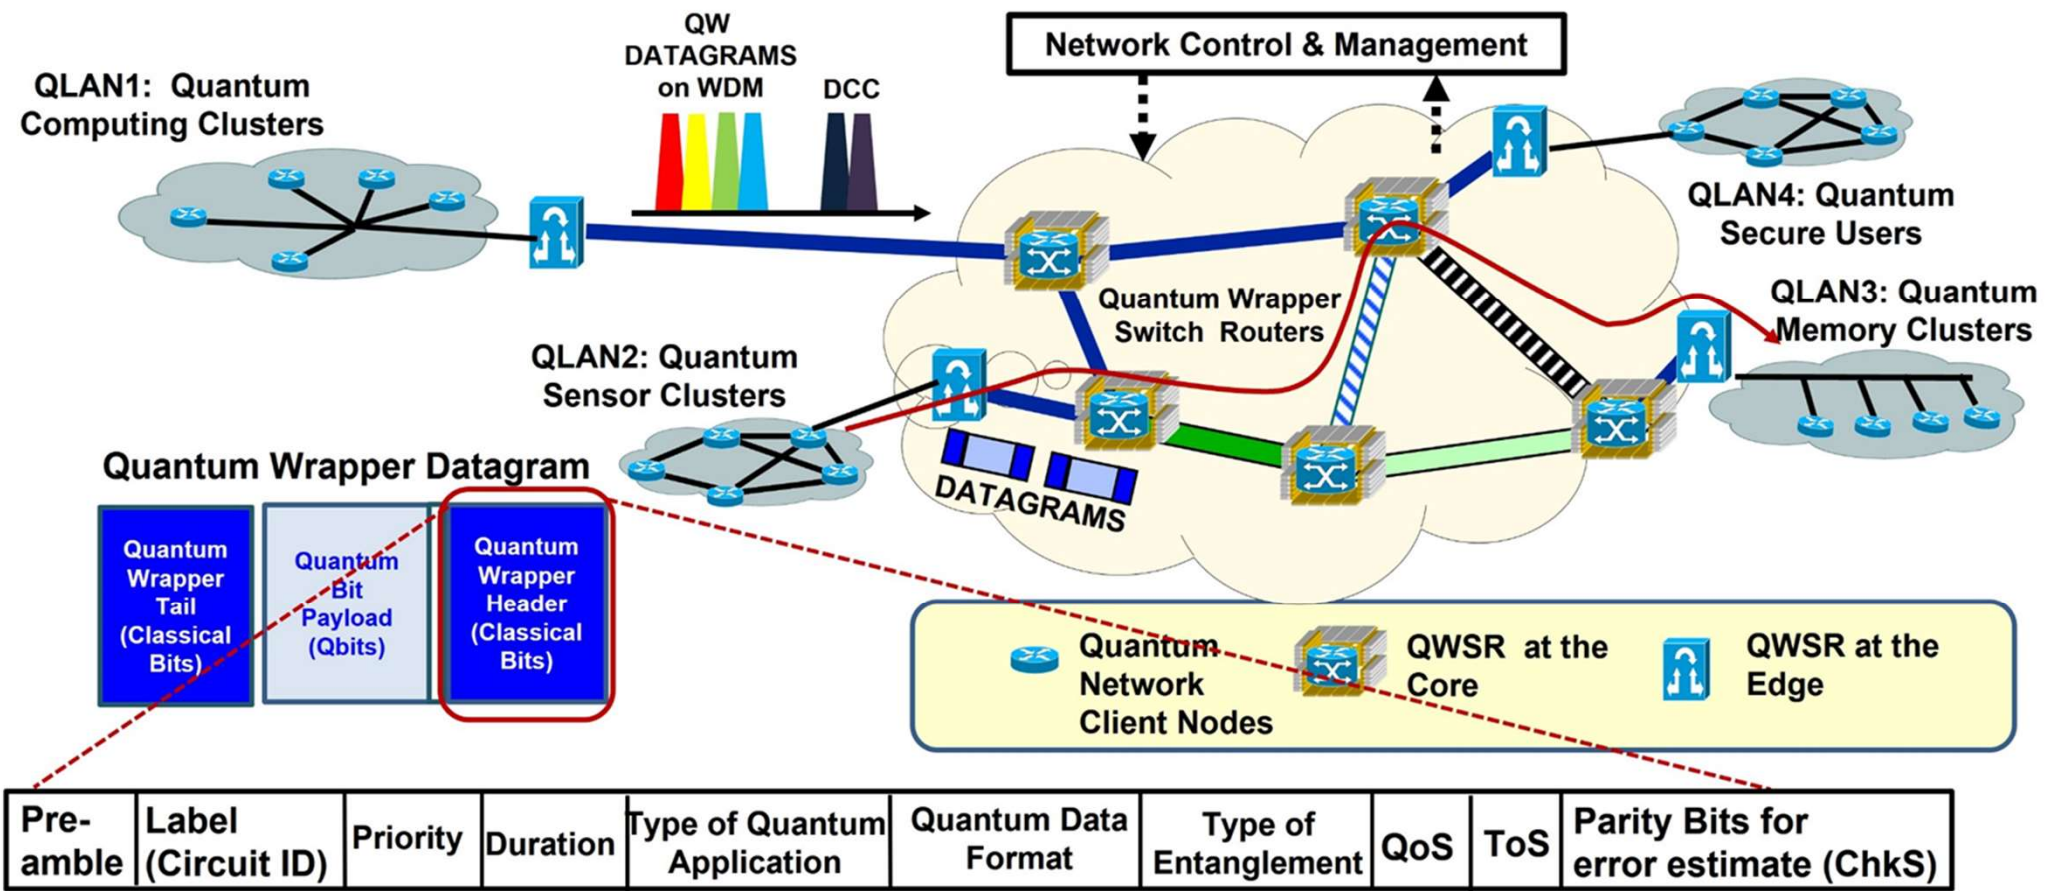 QW
DATAGRAMS
on WDM
DCC
Network Control & Management
QLAN1: Quantum
Computing Clusters
QLAN4: Quantum
Secure Users
Quantum Wrapper
Switch Routers
QLAN3: Quantum
Memory Clusters
QLAN2: Quantum
Sensor Clusters
DATAGRAMS
Quantum Wrapper Datagram
Quantum
Wrapper
Tail
(Classical
Bits)
Quantum
Bit
Payload
(Qbits)
Quantum
Wrapper
Header
(Classical
Bits)
Quantum
Network
Client Nodes
QWSR at the
Core
QWSR at the
Edge
Pre-
amble
Label
(Circuit ID)
Priority
Duration
Type of Quantum
Application
Quantum Data
Format
Type of
Entanglement
QoS
ToS
Parity Bits for
error estimate (ChkS)